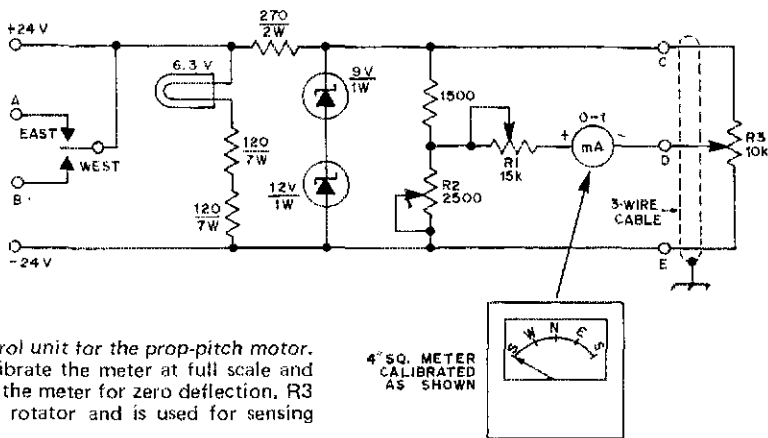 270
2W
+24V
6.3 V
9V
1W
C
1500
A
EAST
WEST
B
120
7W
120
7W
12V
1W
R1
15k
0-1
+
-
mA
D
R3
10k
R2
2500
3-WIRE
CABLE
-24V
E
rol unit for the prop-pitch motor.
ibrate the meter at full scale and
the meter for zero deflection. R3
rotator and is used for sensing
4" SQ. METER
CALIBRATED
AS SHOWN
S W N E S